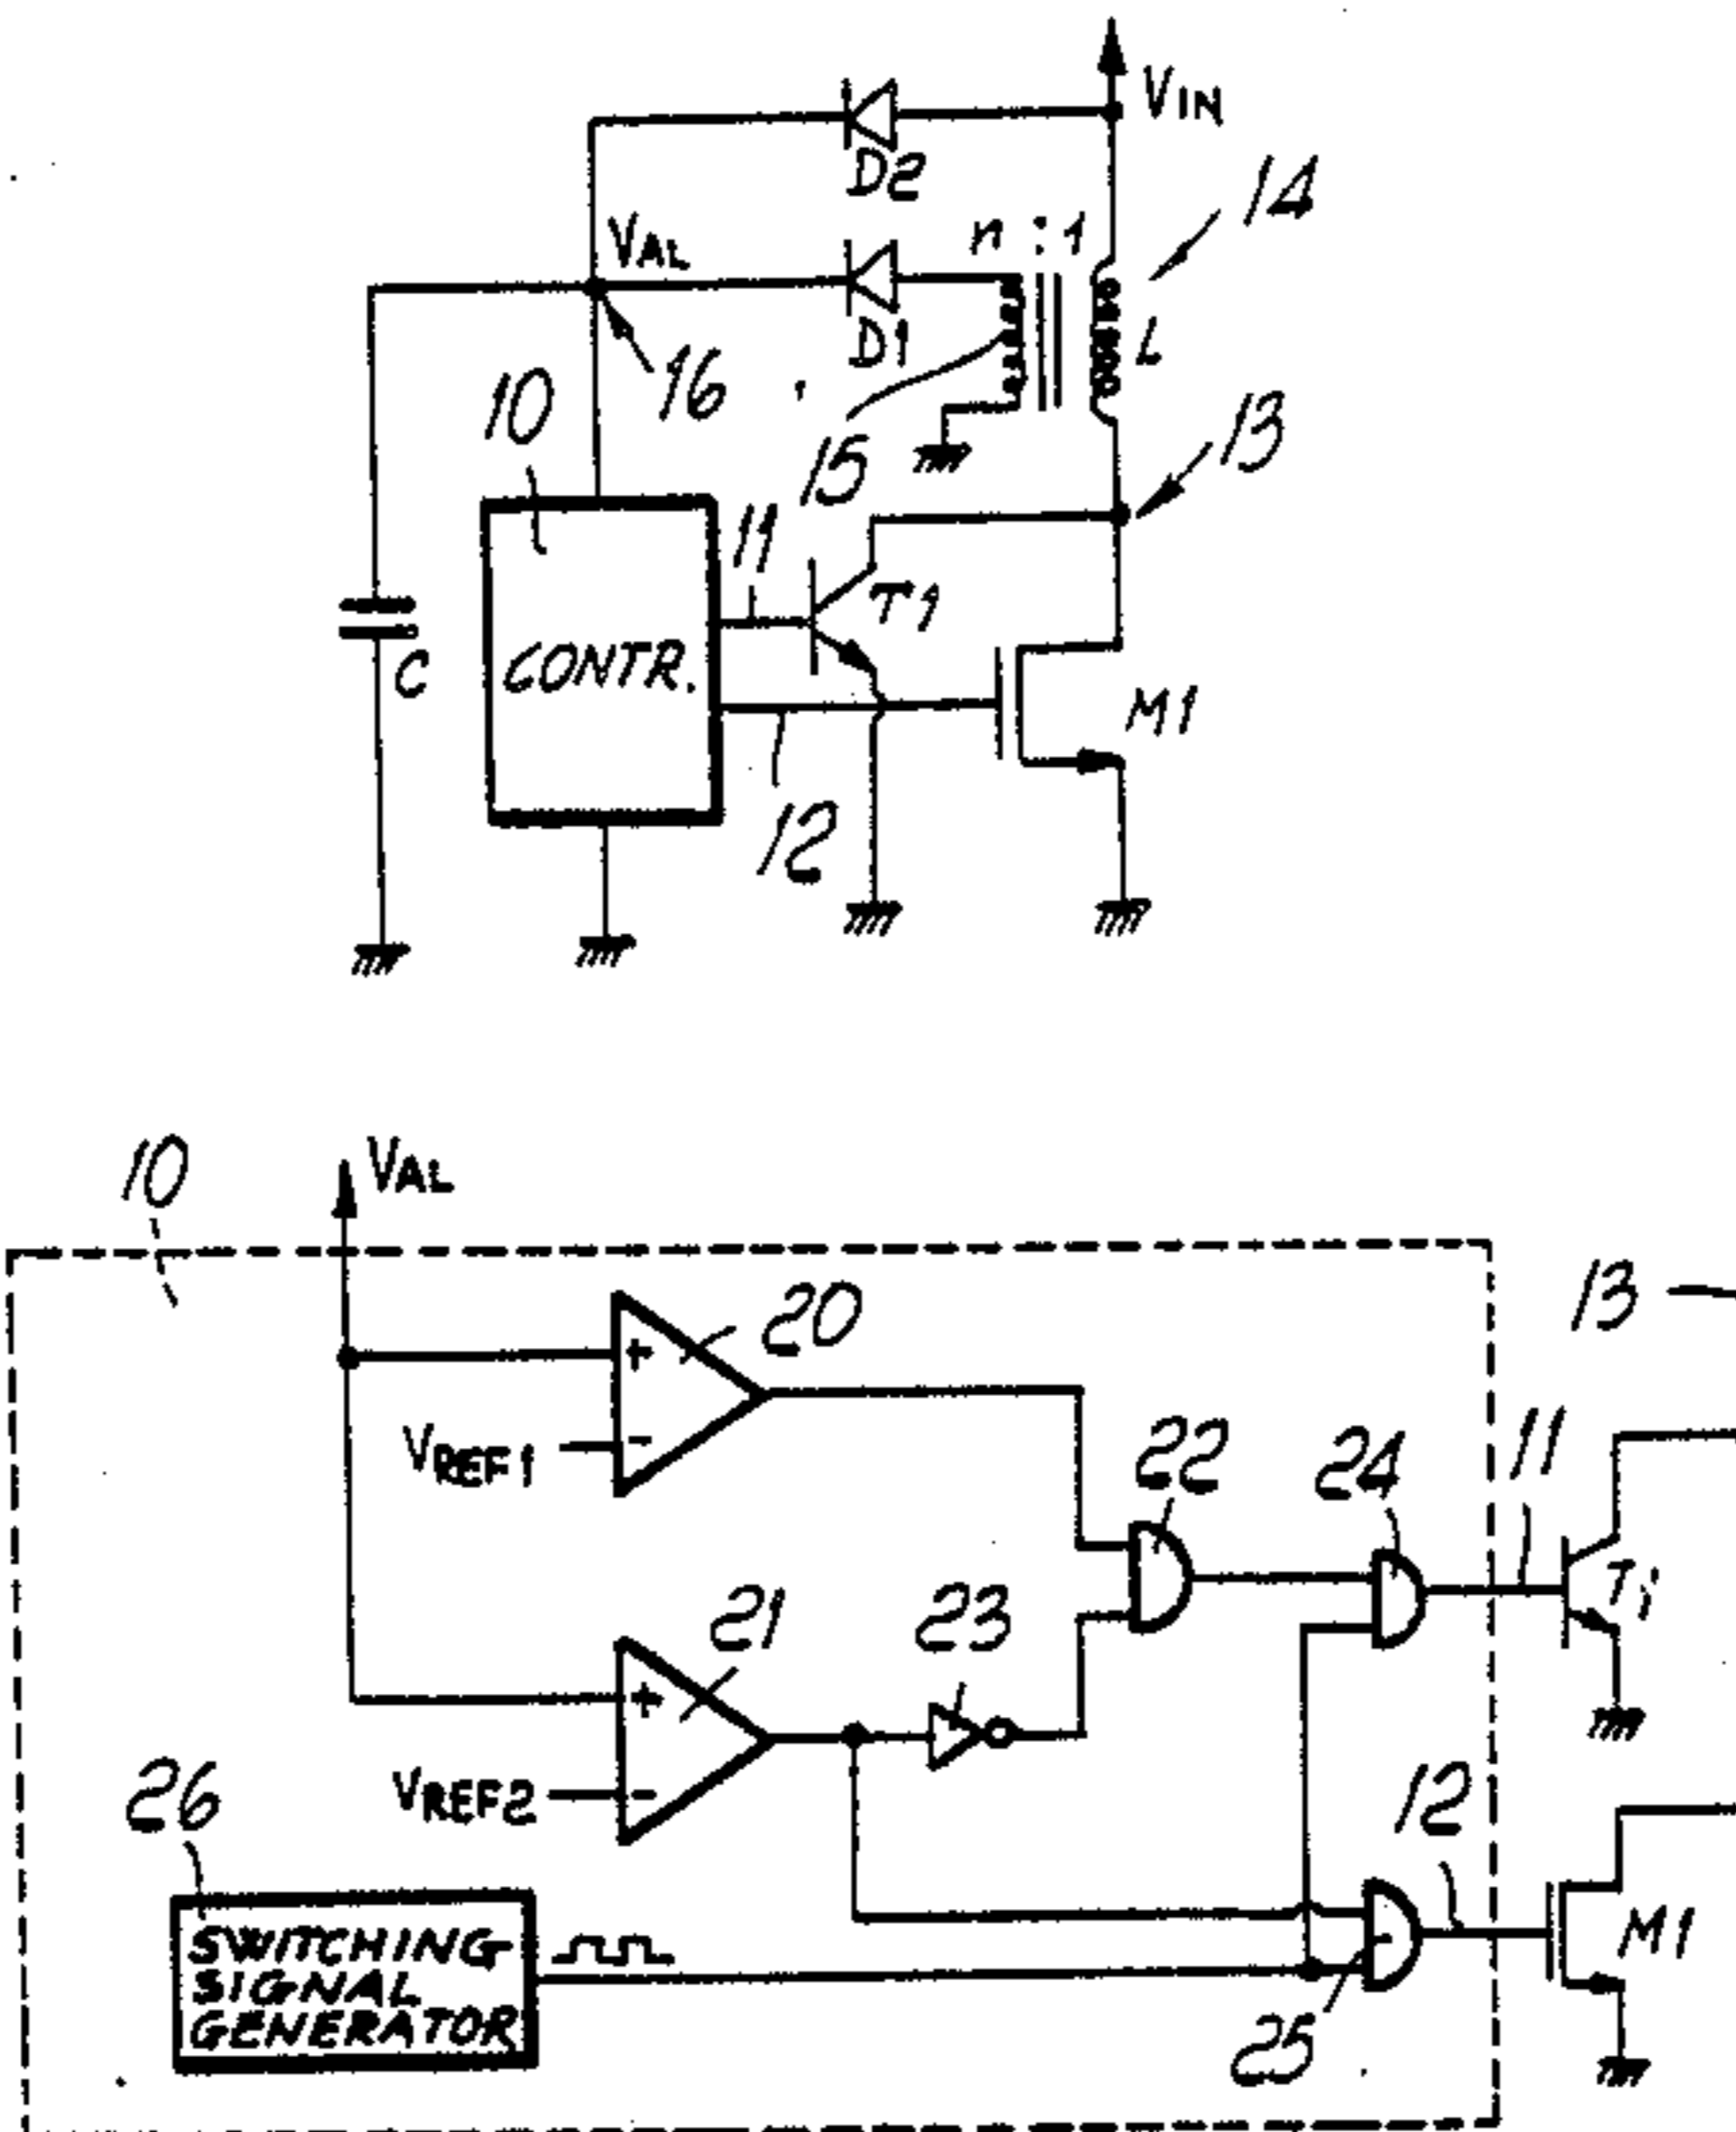 VIN
D2
14
n : 1
VAL
D1
L
16
10
15
13
11
T1
CONTR.
C
M1
12
10
VAL
13
20
+
VREF1 -
22
24
11
21
23
T1
+
VREF2 -
26
12
SWITCHING
SIGNAL
GENERATOR
M1
25